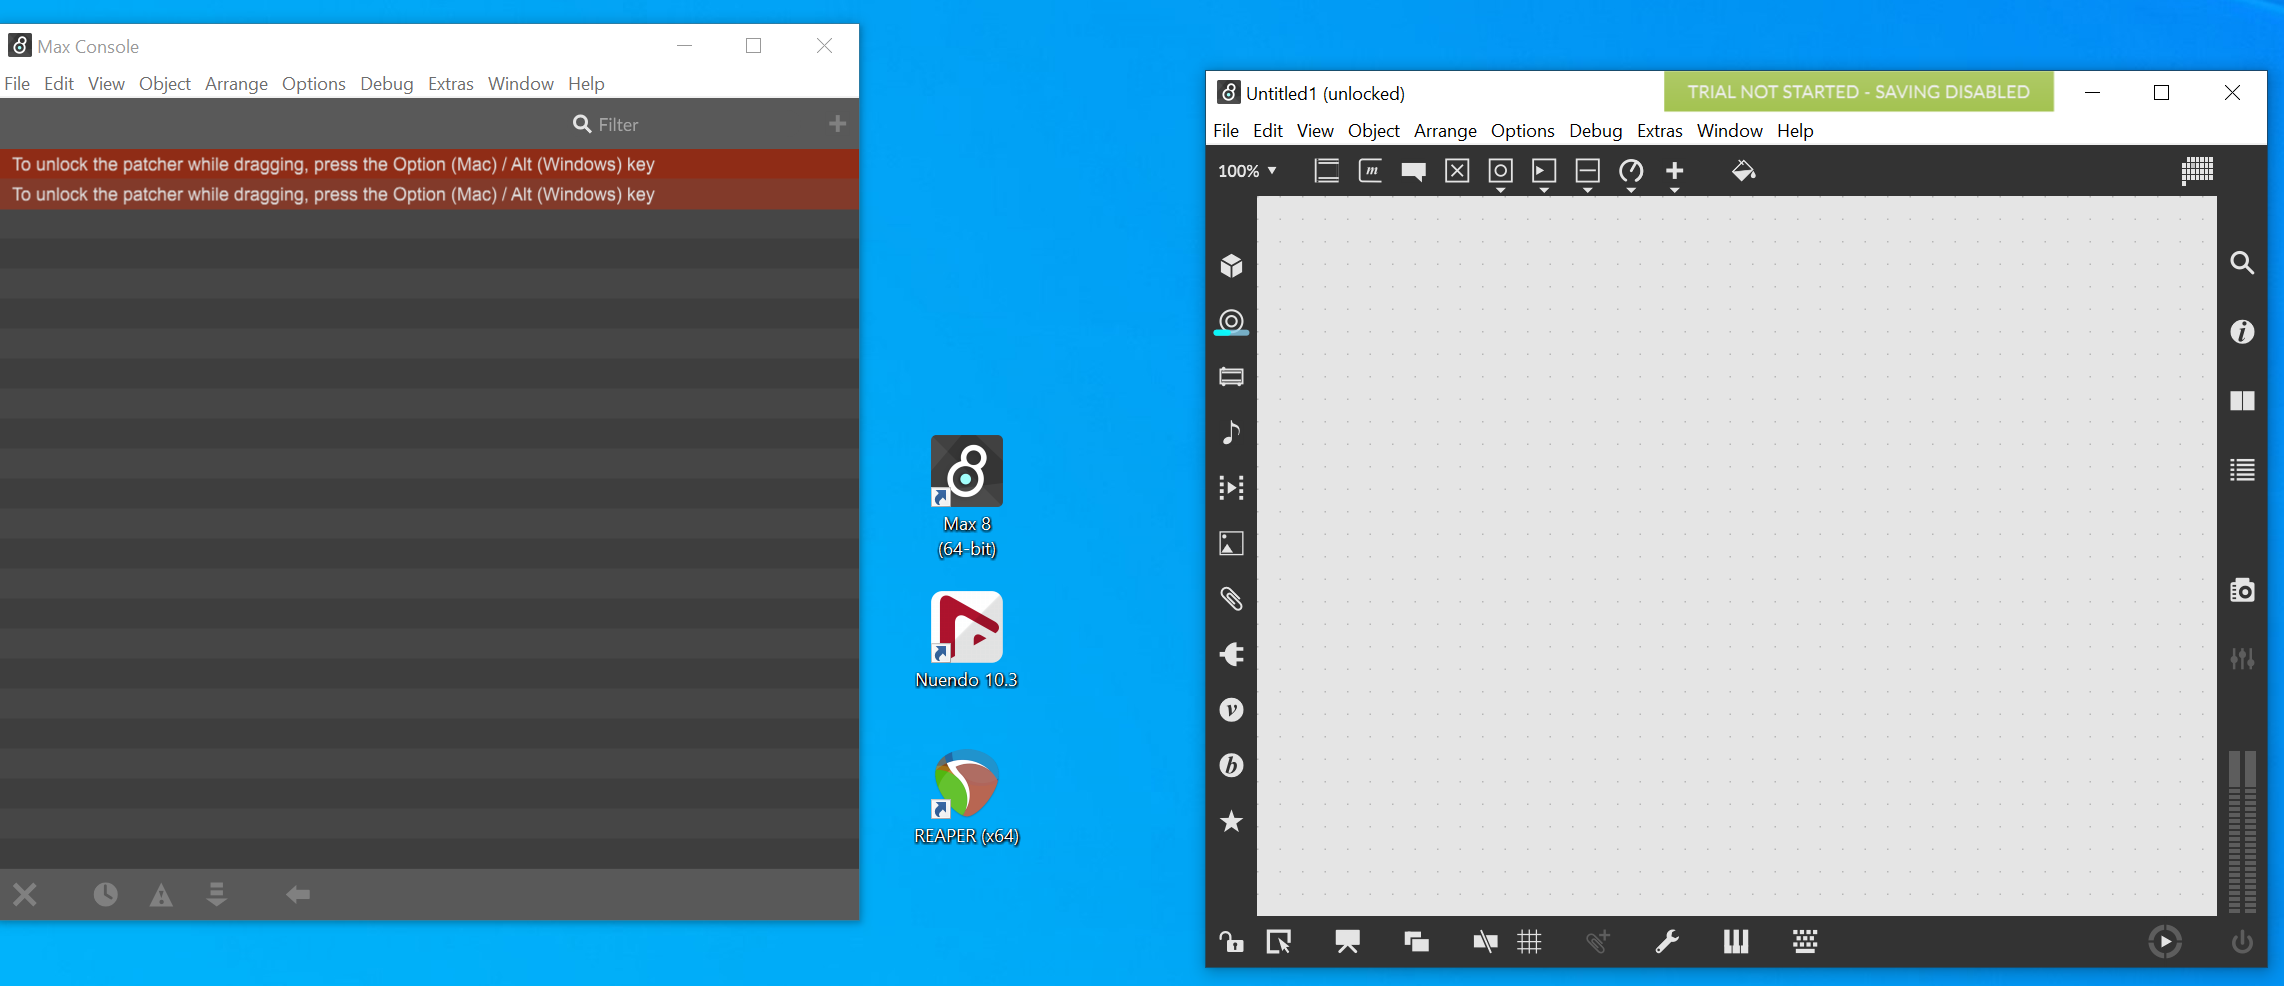 Max Console
File Edit View Object Arrange Options Debug Extras Window Help
Filter
To unlock the patcher while dragging, press the Option (Mac) / Alt (Windows) key
To unlock the patcher while dragging, press the Option (Mac) / Alt (Windows) key
Max 8
(64-bit)
Nuendo 10.3
REAPER (x64)
Untitled1 (unlocked)
TRIAL NOT STARTED - SAVING DISABLED
File Edit View Object Arrange Options Debug Extras Window Help
100%
m
i
v
b